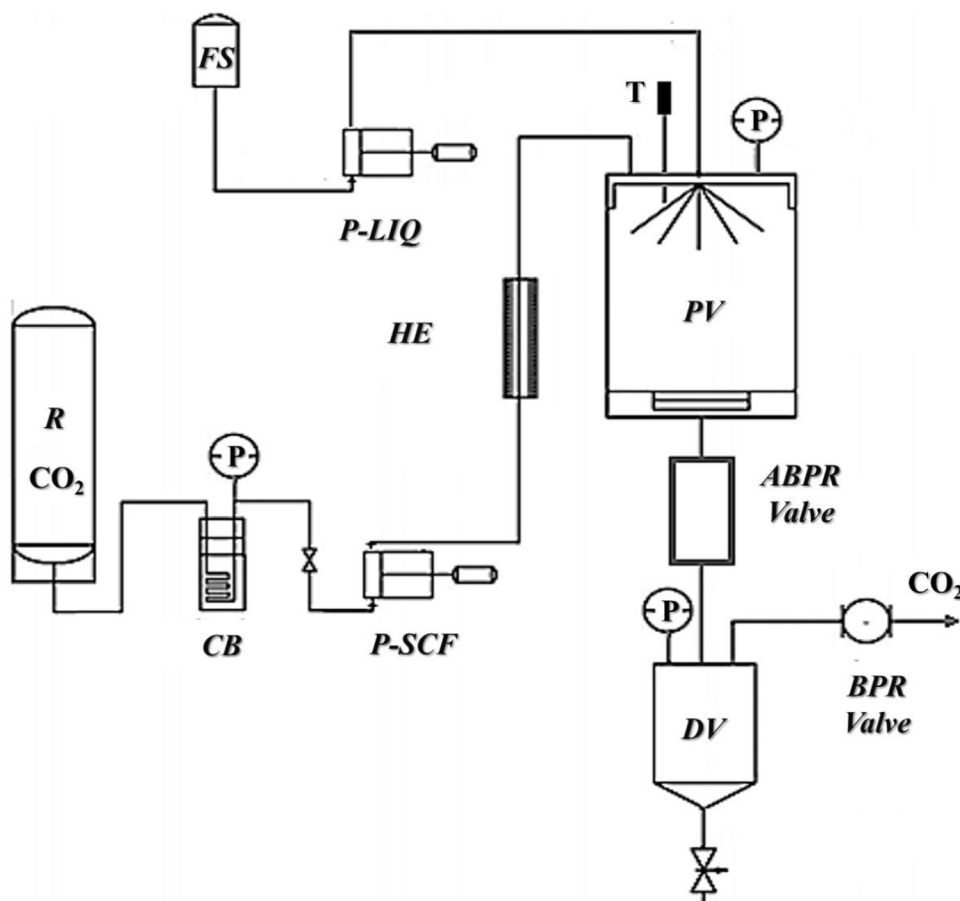 FS
T
P
P-LIQ
HE
PV
R
CO₂
P
ABPR
Valve
CB
P-SCF
P
CO₂
BPR
Valve
DV